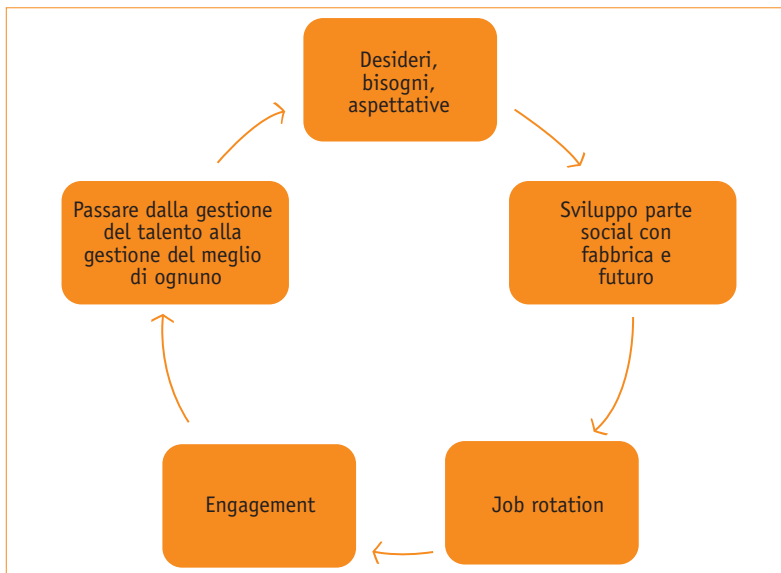 Desideri,
bisogni,
aspettative
Sviluppo parte
social con
fabbrica e
futuro
Job rotation
Engagement
Passare dalla gestione
del talento alla
gestione del meglio
di ognuno